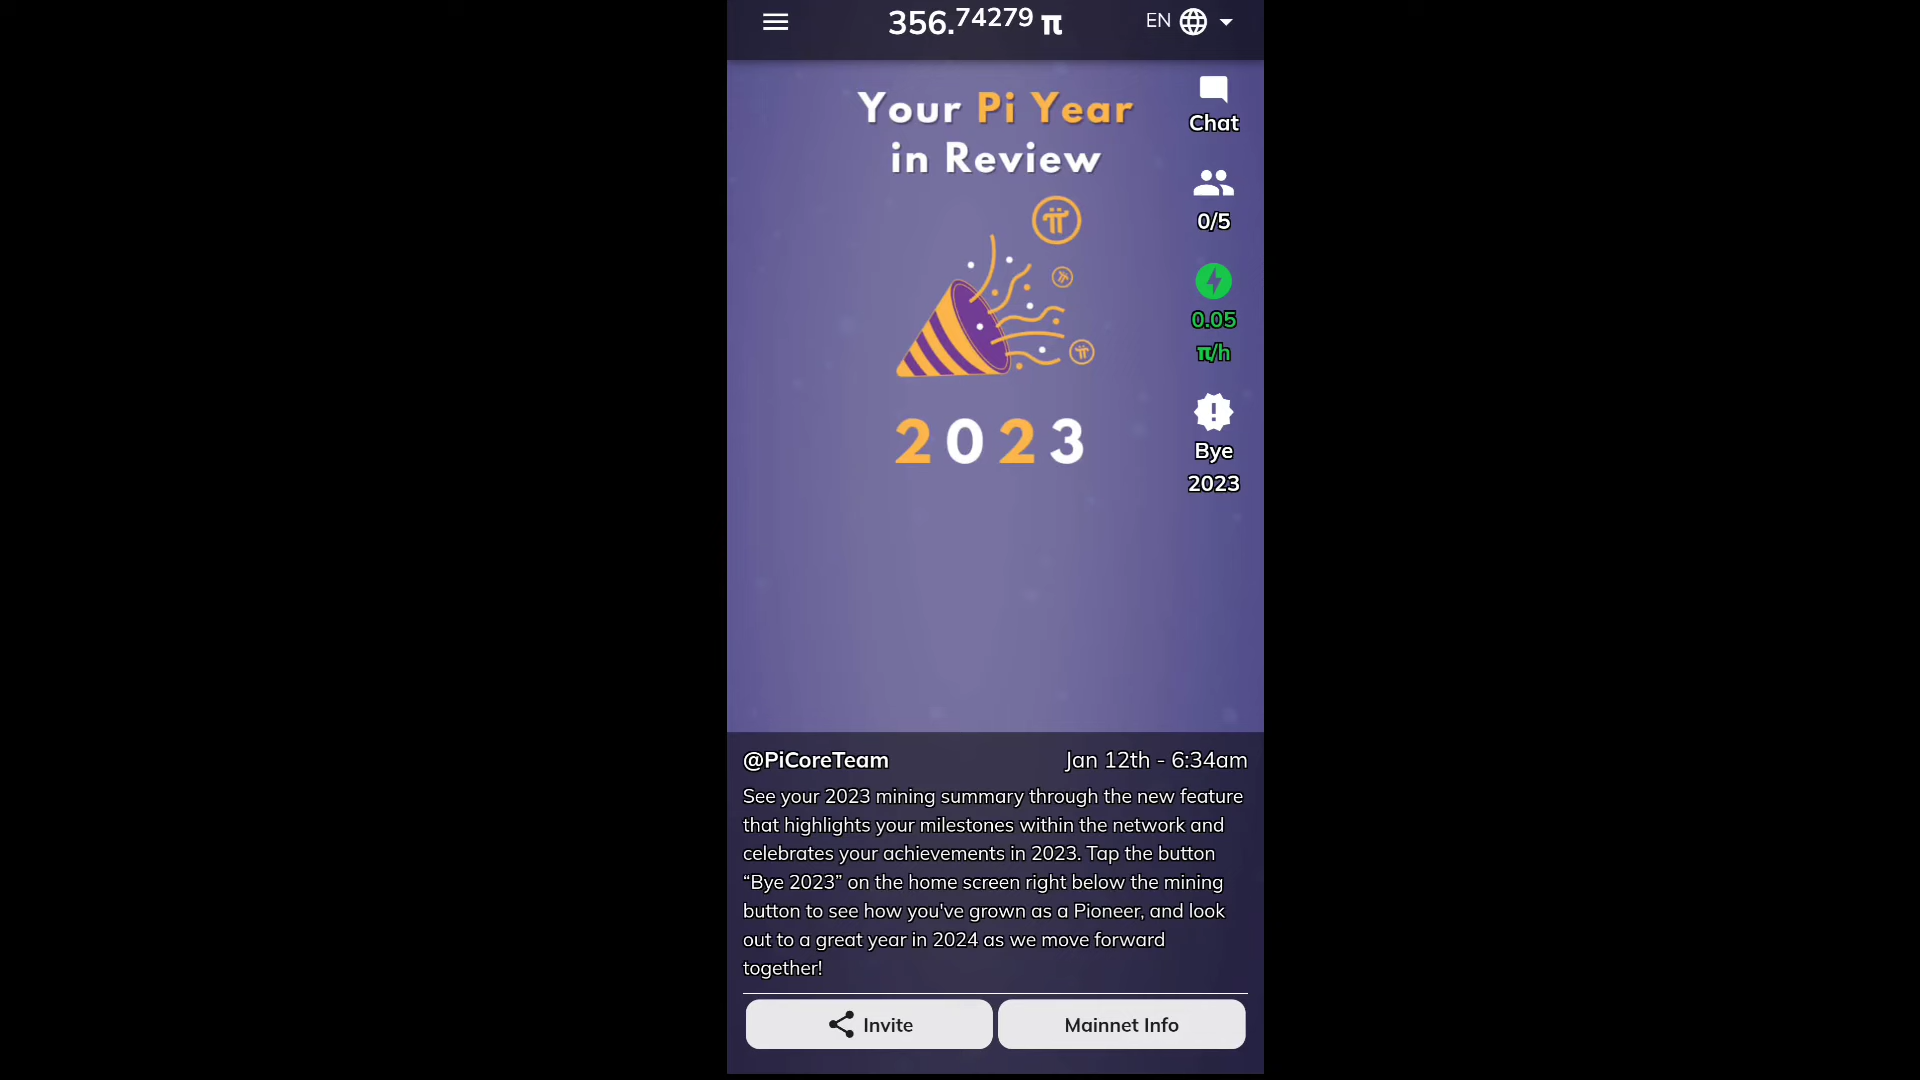 356.74279 π
EN
Your Pi Year
in Review
2023
Chat
0/5
0.05
π/h
Bye
2023
@PiCoreTeam
Jan 12th - 6:34am
See your 2023 mining summary through the new feature
that highlights your milestones within the network and
celebrates your achievements in 2023. Tap the button
“Bye 2023” on the home screen right below the mining
button to see how you've grown as a Pioneer, and look
out to a great year in 2024 as we move forward
together!
Invite
Mainnet Info